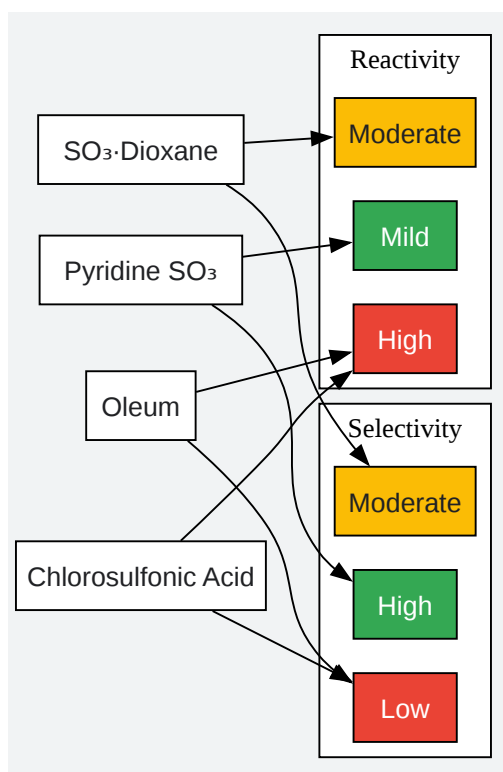 Reactivity
SO₃·Dioxane
Moderate
Pyridine SO₃
Mild
High
Oleum
Selectivity
Moderate
Chlorosulfonic Acid
High
Low